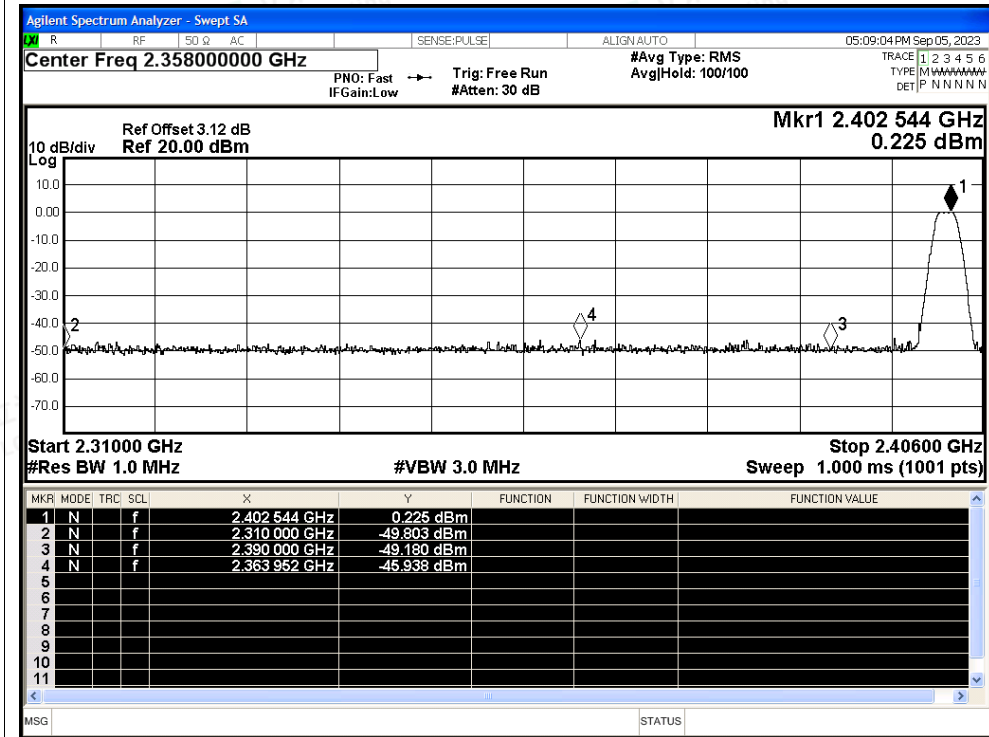 Agilent Spectrum Analyzer - Swept SA
LXI R RF 50 Ω AC SENSE:PULSE ALIGN AUTO 05:09:04 PM Sep 05, 2023
Center Freq 2.358000000 GHz
PNO: Fast Trig: Free Run #Avg Type: RMS TRACE 1 2 3 4 5 6
IFGain:Low #Atten: 30 dB Avg|Hold: 100/100 TYPE M WWWWW
DET P N N N N N
Mkr1 2.402 544 GHz
0.225 dBm
Ref Offset 3.12 dB
10 dB/div Ref 20.00 dBm
Log
10.0
1
0.00
-10.0
-20.0
-30.0
-40.0
2
4
3
-50.0
-60.0
-70.0
Start 2.31000 GHz Stop 2.40600 GHz
#Res BW 1.0 MHz #VBW 3.0 MHz Sweep 1.000 ms (1001 pts)
MKR MODE TRC SCL X Y FUNCTION FUNCTION WIDTH FUNCTION VALUE
1 N f 2.402 544 GHz 0.225 dBm
2 N f 2.310 000 GHz -49.803 dBm
3 N f 2.390 000 GHz -49.180 dBm
4 N f 2.363 952 GHz -45.938 dBm
5
6
7
8
9
10
11
MSG STATUS